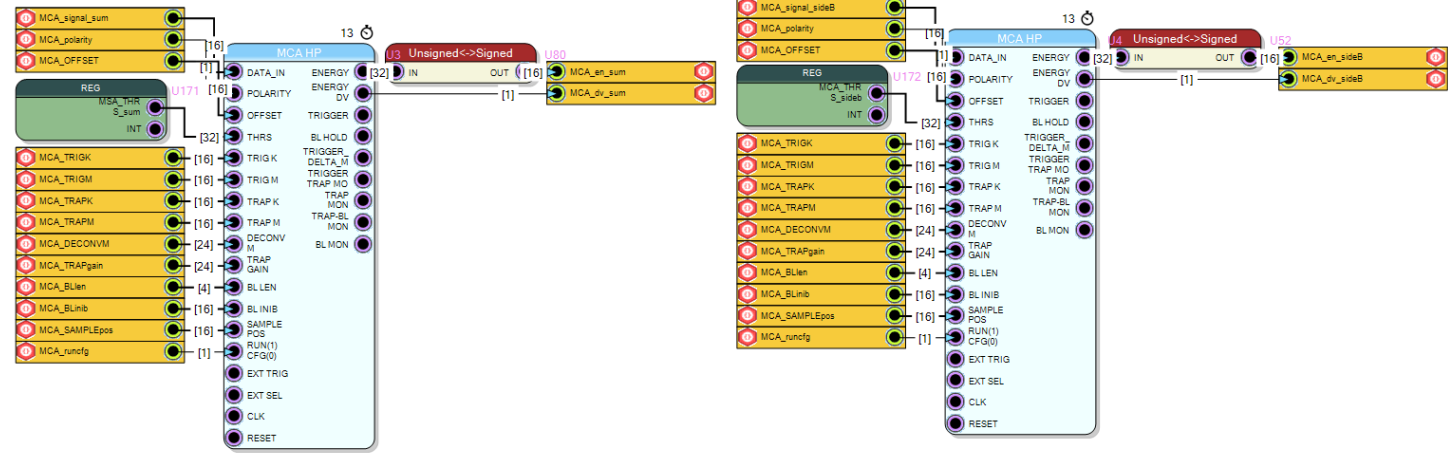 MCA_signal_sum
MCA_polarity
MCA_OFFSET
[16]
[1]
[16]
REG
U171
MSA_THR
S_sum
INT
[32]
MCA_TRIGK
[16]
MCA_TRIGM
[16]
MCA_TRAPK
[16]
MCA_TRAPM
[16]
MCA_DECONVM
[24]
MCA_TRAPgain
[24]
MCA_BLlen
[4]
MCA_BLinib
[16]
MCA_SAMPLEpos
[16]
MCA_runcfg
[1]
13
MCA HP
DATA_IN
POLARITY
OFFSET
THRS
TRIG K
TRIG M
TRAP K
TRAP M
DECONV
M
TRAP
GAIN
BL LEN
BL INIB
SAMPLE
POS
RUN(1)
CFG(0)
EXT TRIG
EXT SEL
CLK
RESET
ENERGY
ENERGY
DV
TRIGGER
BL HOLD
TRIGGER_
DELTA_M
TRIGGER
TRAP MO
TRAP
MON
TRAP-BL
MON
BL MON
[32]
U3
Unsigned<->Signed
IN
OUT
U80
[16]
MCA_en_sum
[1]
MCA_dv_sum
MCA_signal_sideB
MCA_polarity
MCA_OFFSET
[16]
[1]
[16]
REG
U172
MCA_THR
S_sideb
INT
[32]
MCA_TRIGK
[16]
MCA_TRIGM
[16]
MCA_TRAPK
[16]
MCA_TRAPM
[16]
MCA_DECONVM
[24]
MCA_TRAPgain
[24]
MCA_BLlen
[4]
MCA_BLinib
[16]
MCA_SAMPLEpos
[16]
MCA_runcfg
[1]
13
MCA HP
DATA_IN
POLARITY
OFFSET
THRS
TRIG K
TRIG M
TRAP K
TRAP M
DECONV
M
TRAP
GAIN
BL LEN
BL INIB
SAMPLE
POS
RUN(1)
CFG(0)
EXT TRIG
EXT SEL
CLK
RESET
ENERGY
ENERGY
DV
TRIGGER
BL HOLD
TRIGGER_
DELTA_M
TRIGGER
TRAP MO
TRAP
MON
TRAP-BL
MON
BL MON
[32]
U4
Unsigned<->Signed
IN
OUT
U52
[16]
MCA_en_sideB
[1]
MCA_dv_sideB